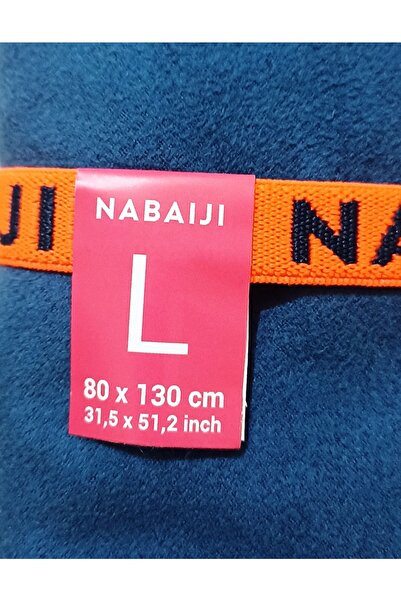 JI
NA
NABAIJI
L
80 x 130 cm
31,5 x 51,2 inch